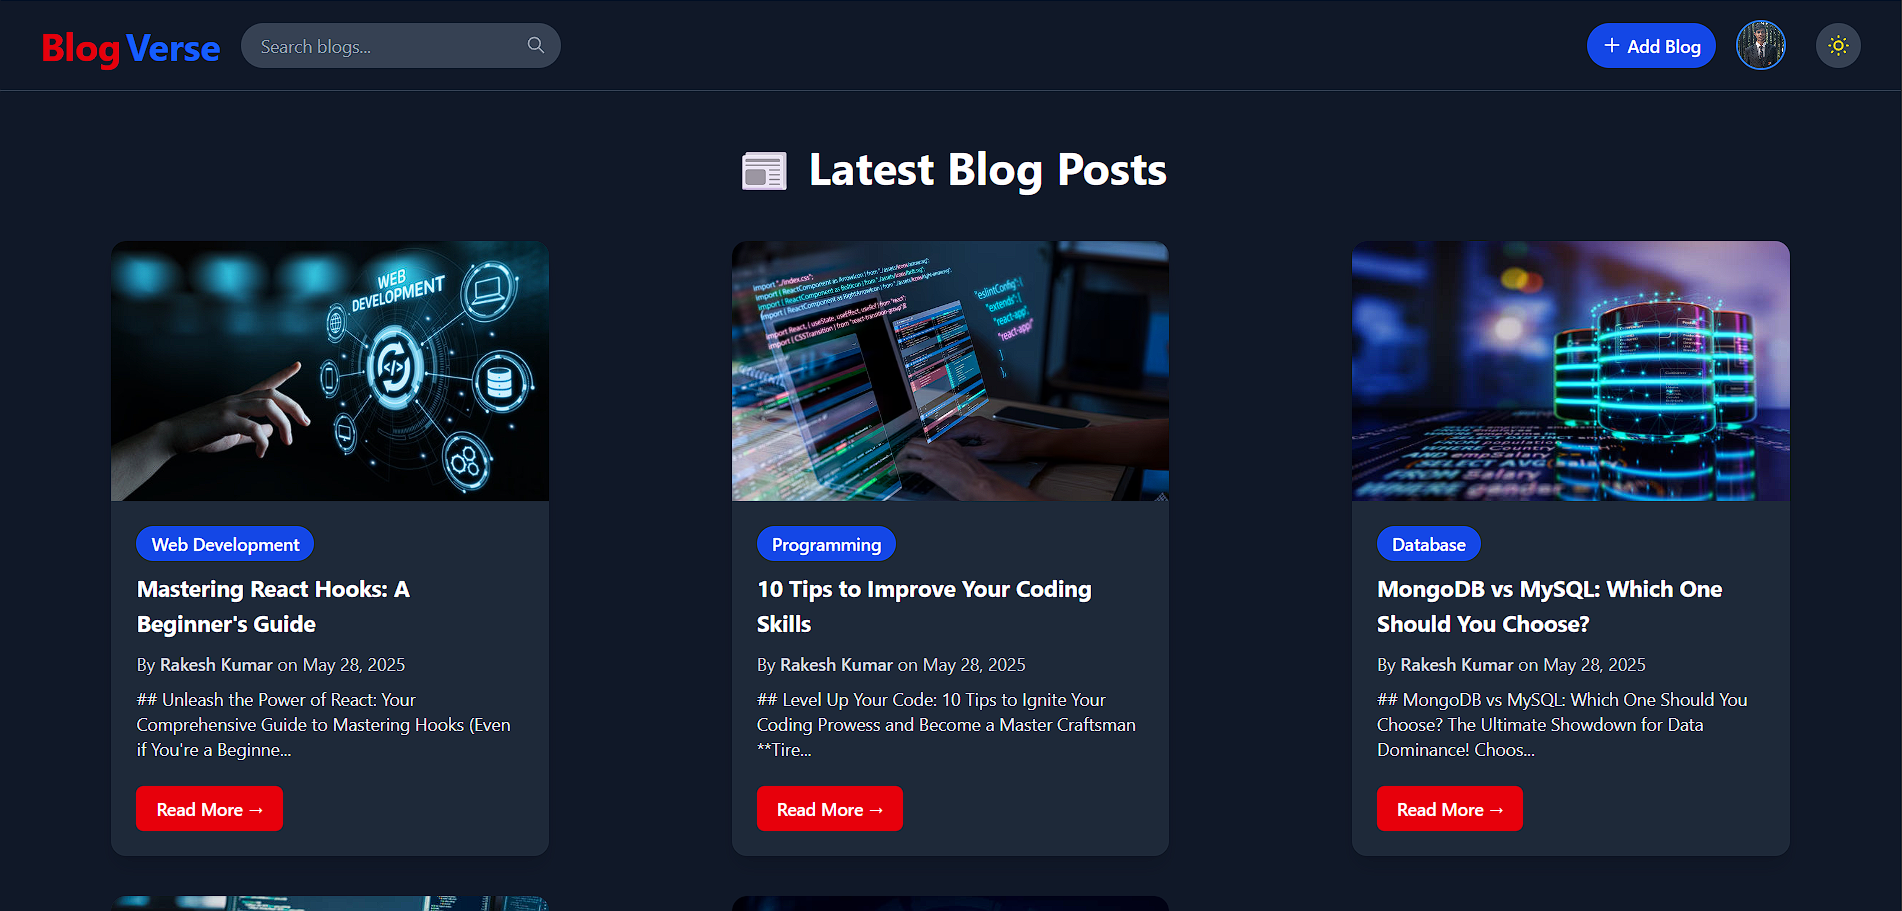 Blog Verse
Search blogs...
+ Add Blog
Latest Blog Posts
WEB
DEVELOPMENT
Web Development
Mastering React Hooks: A
Beginner's Guide
By Rakesh Kumar on May 28, 2025
## Unleash the Power of React: Your
Comprehensive Guide to Mastering Hooks (Even
if You're a Beginne...
Read More →
Programming
10 Tips to Improve Your Coding
Skills
By Rakesh Kumar on May 28, 2025
## Level Up Your Code: 10 Tips to Ignite Your
Coding Prowess and Become a Master Craftsman
**Tire...
Read More →
Database
MongoDB vs MySQL: Which One
Should You Choose?
By Rakesh Kumar on May 28, 2025
## MongoDB vs MySQL: Which One Should You
Choose? The Ultimate Showdown for Data
Dominance! Choos...
Read More →